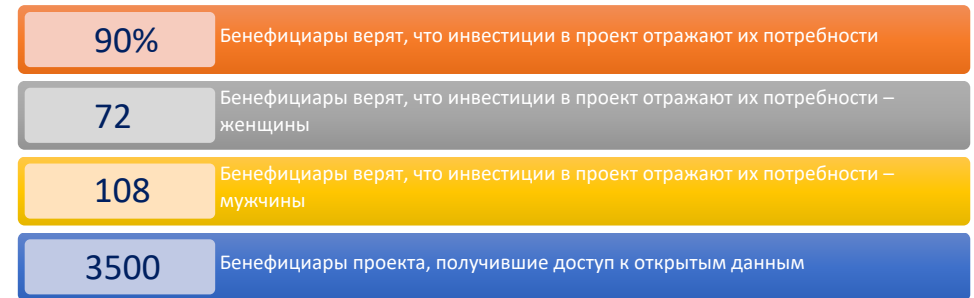 90%
Бенефициары верят, что инвестиции в проект отражают их потребности
72
Бенефициары верят, что инвестиции в проект отражают их потребности –
женщины
108
Бенефициары верят, что инвестиции в проект отражают их потребности –
мужчины
3500
Бенефициары проекта, получившие доступ к открытым данным